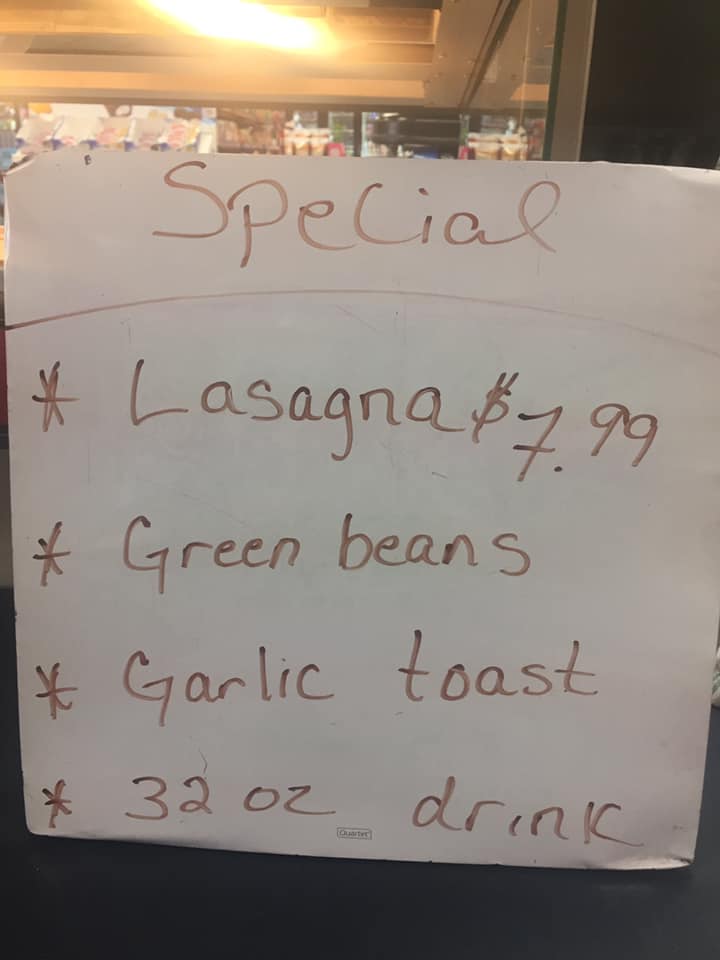 Special
* Lasagna $7.99
* Green beans
* Garlic toast
* 32 oz drink
Quartet